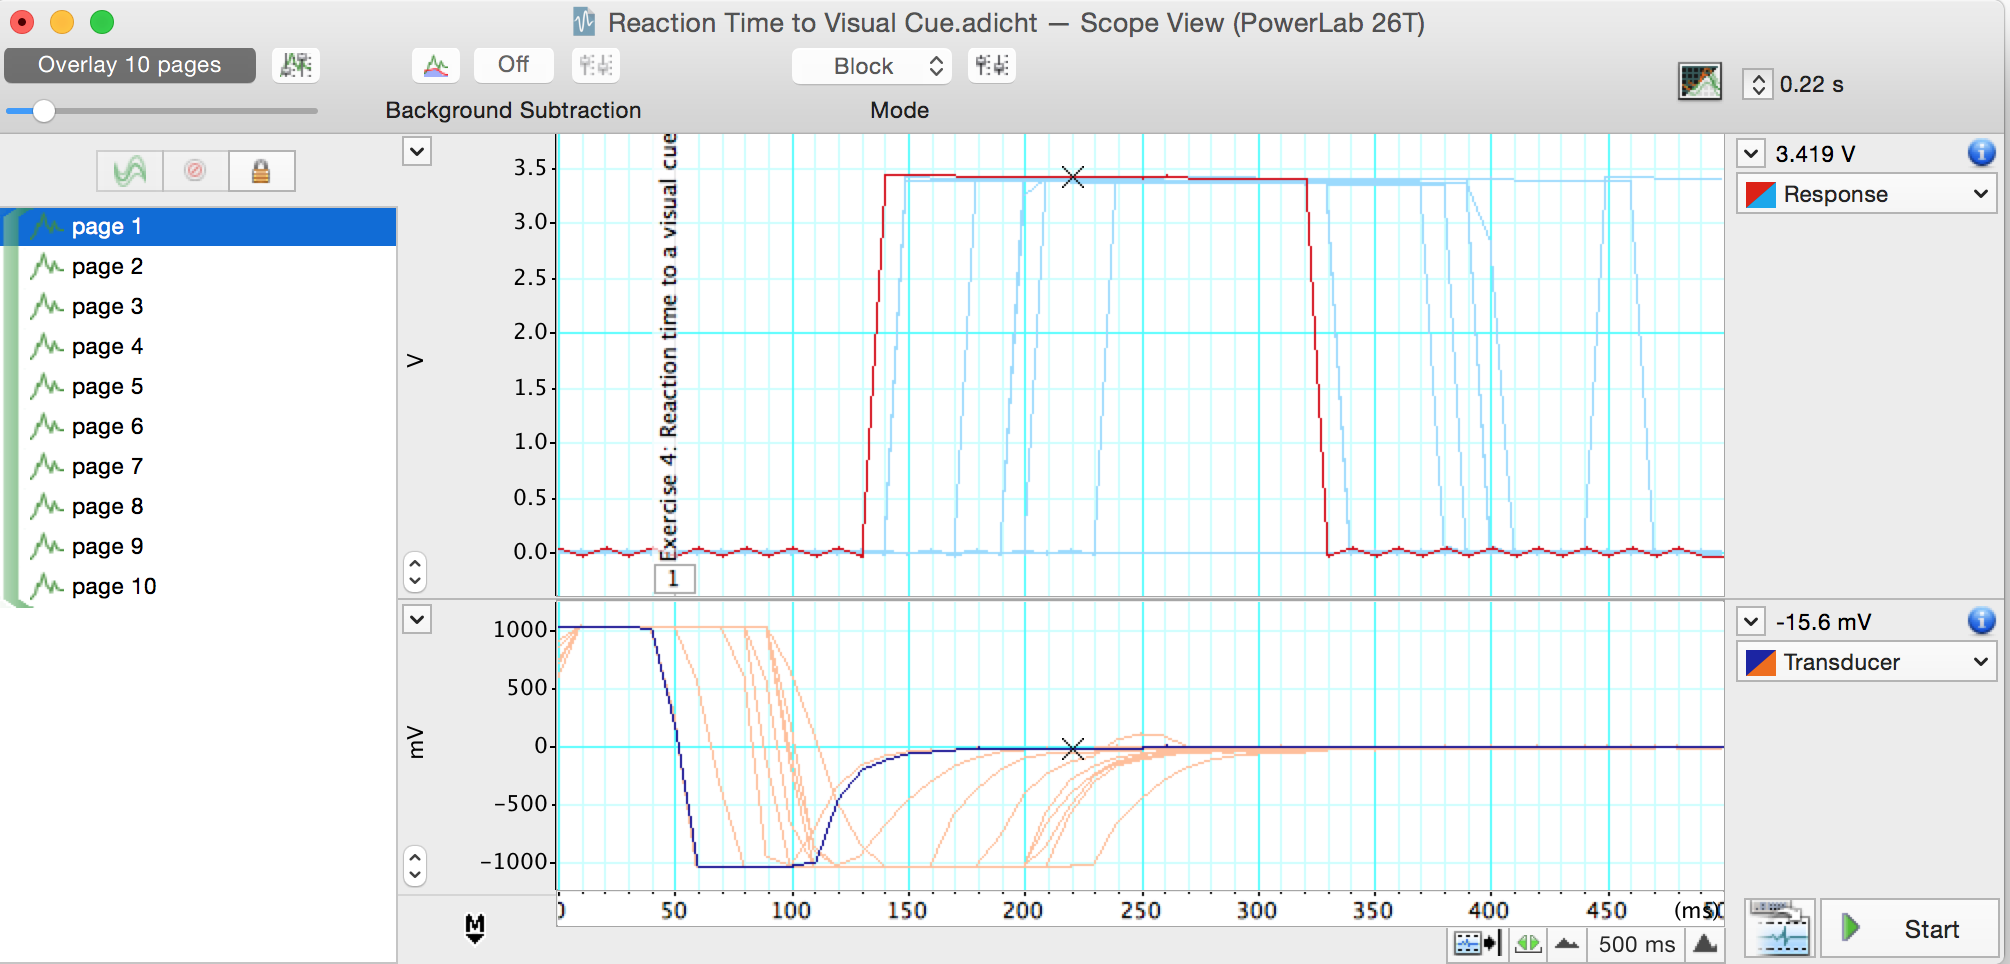 Reaction Time to Visual Cue.adicht — Scope View (PowerLab 26T)
Overlay 10 pages
Off
Block
0.22 s
Background Subtraction
Mode
page 1
page 2
page 3
page 4
page 5
page 6
page 7
page 8
page 9
page 10
V
3.5
3.0
2.5
2.0
1.5
1.0
0.5
0.0
Exercise 4: Reaction time to a visual cue
1
3.419 V
Response
mV
1000
500
0
−500
−1000
-15.6 mV
Transducer
M
0 50 100 150 200 250 300 350 400 450 (ms)
500 ms
Start